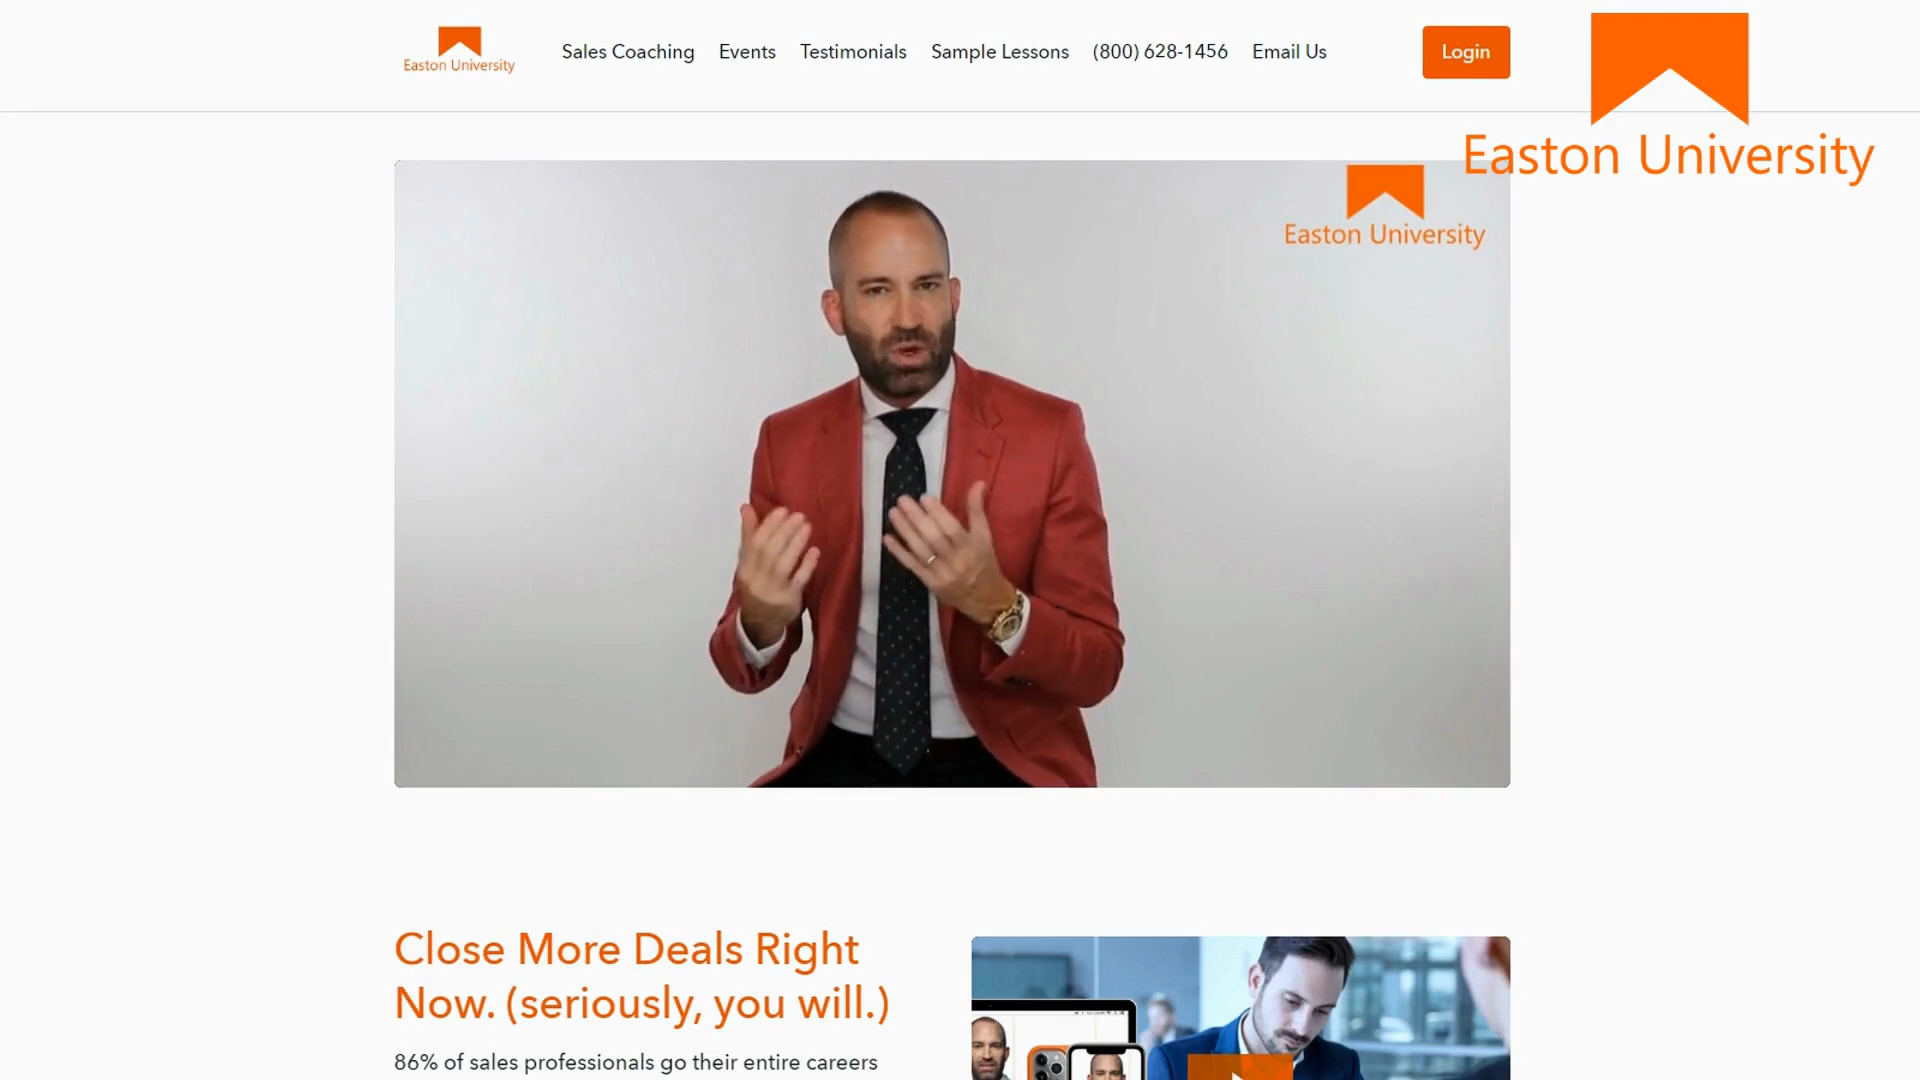 Easton University
Sales Coaching Events Testimonials Sample Lessons (800) 628-1456 Email Us
Login
Easton University
Easton University
Close More Deals Right
Now. (seriously, you will.)
86% of sales professionals go their entire careers